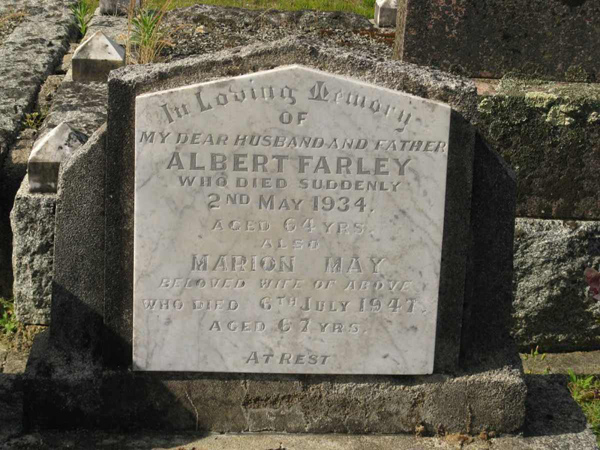 In Loving Memory
OF
MY DEAR HUSBAND AND FATHER
ALBERT FARLEY
WHO DIED SUDDENLY
2ND MAY 1934.
AGED 64 YRS.
ALSO
MARION MAY
BELOVED WIFE OF ABOVE
WHO DIED 6TH JULY 1947.
AGED 67 YRS.
AT REST